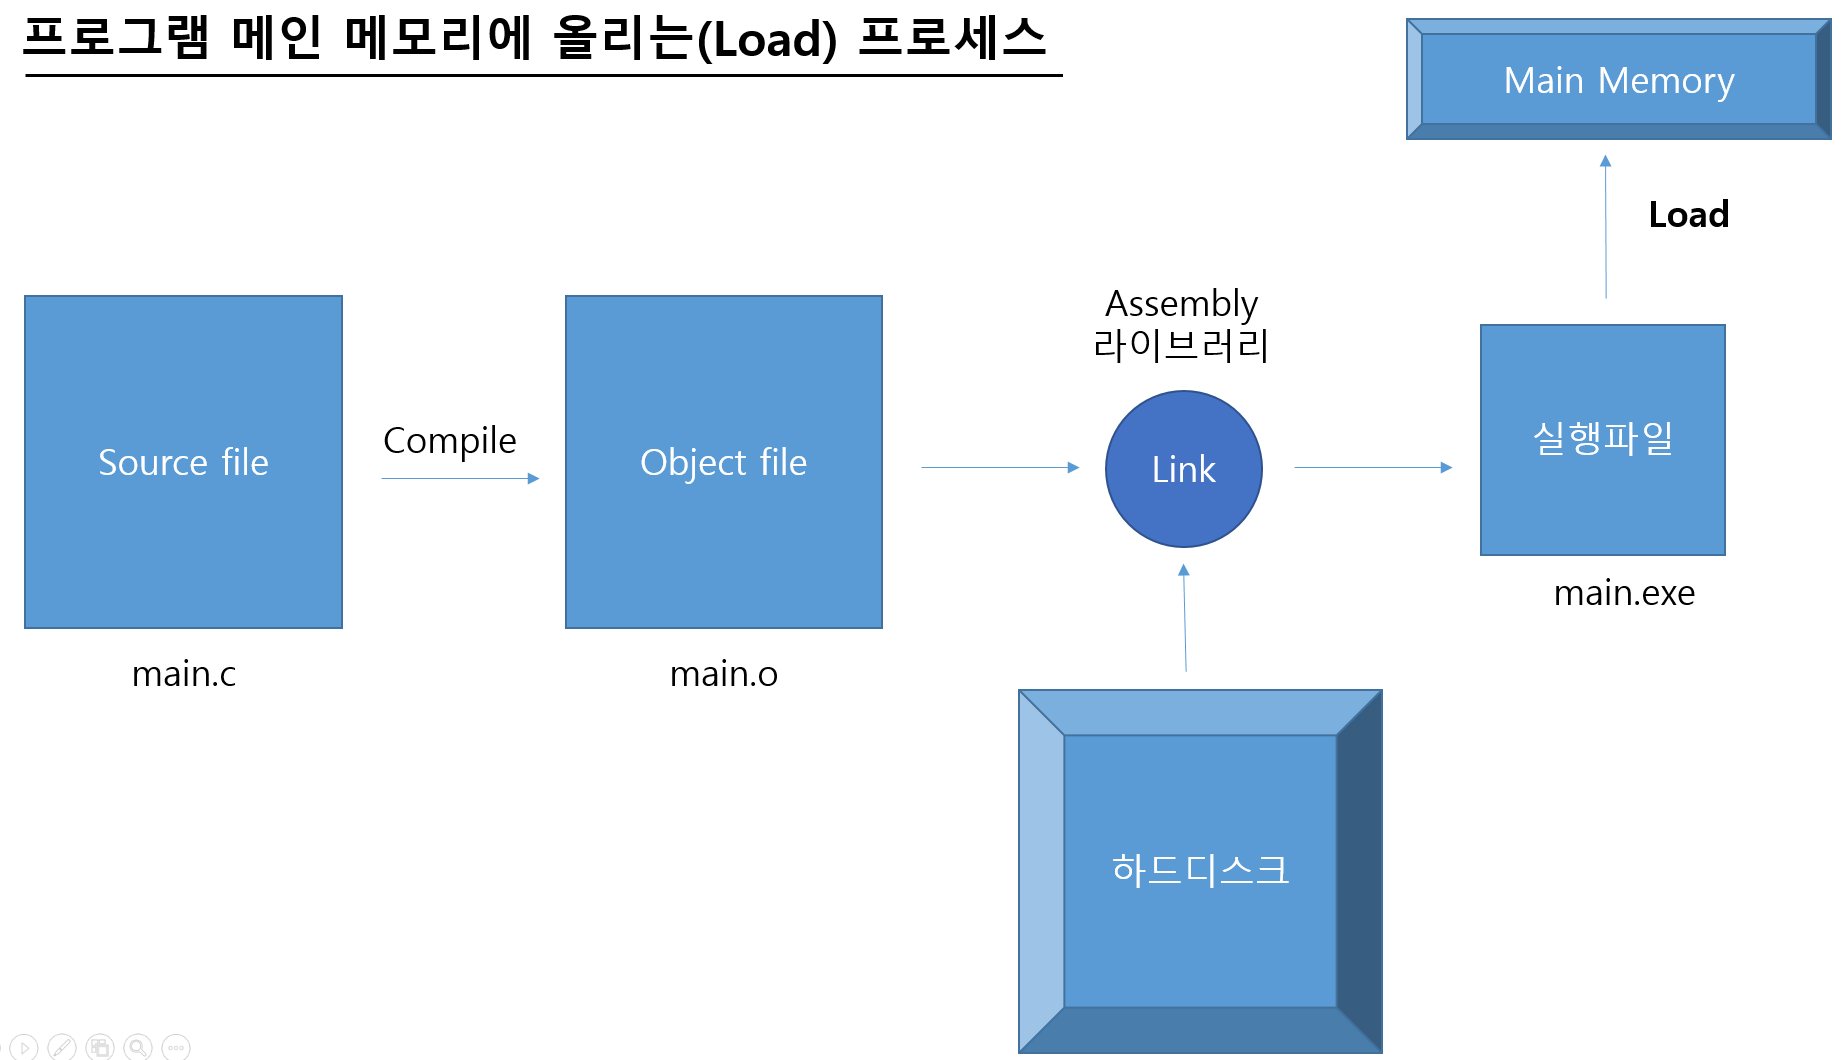 프로그램 메인 메모리에 올리는(Load) 프로세스
Main Memory
Load
Assembly
라이브러리
Source file
Compile
Object file
Link
실행파일
main.c
main.o
main.exe
하드디스크